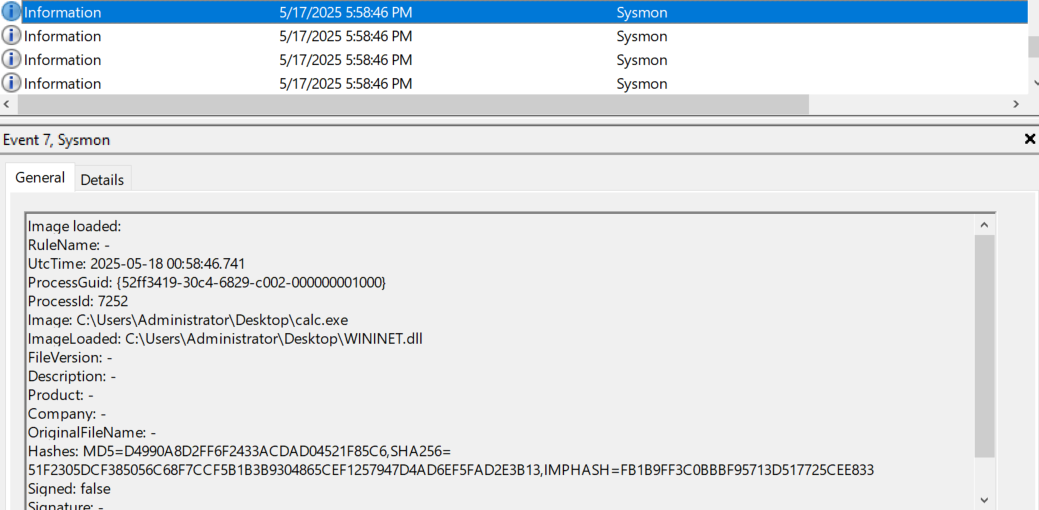 Information 5/17/2025 5:58:46 PM Sysmon
Information 5/17/2025 5:58:46 PM Sysmon
Information 5/17/2025 5:58:46 PM Sysmon
Information 5/17/2025 5:58:46 PM Sysmon
Event 7, Sysmon
General Details
Image loaded:
RuleName: -
UtcTime: 2025-05-18 00:58:46.741
ProcessGuid: {52ff3419-30c4-6829-c002-000000001000}
ProcessId: 7252
Image: C:\Users\Administrator\Desktop\calc.exe
ImageLoaded: C:\Users\Administrator\Desktop\WININET.dll
FileVersion: -
Description: -
Product: -
Company: -
OriginalFileName: -
Hashes: MD5=D4990A8D2FF6F2433ACDAD04521F85C6,SHA256=
51F2305DCF385056C68F7CCF5B1B3B9304865CEF1257947D4AD6EF5FAD2E3B13,IMPHASH=FB1B9FF3C0BBBF95713D517725CEE833
Signed: false
Signature: -